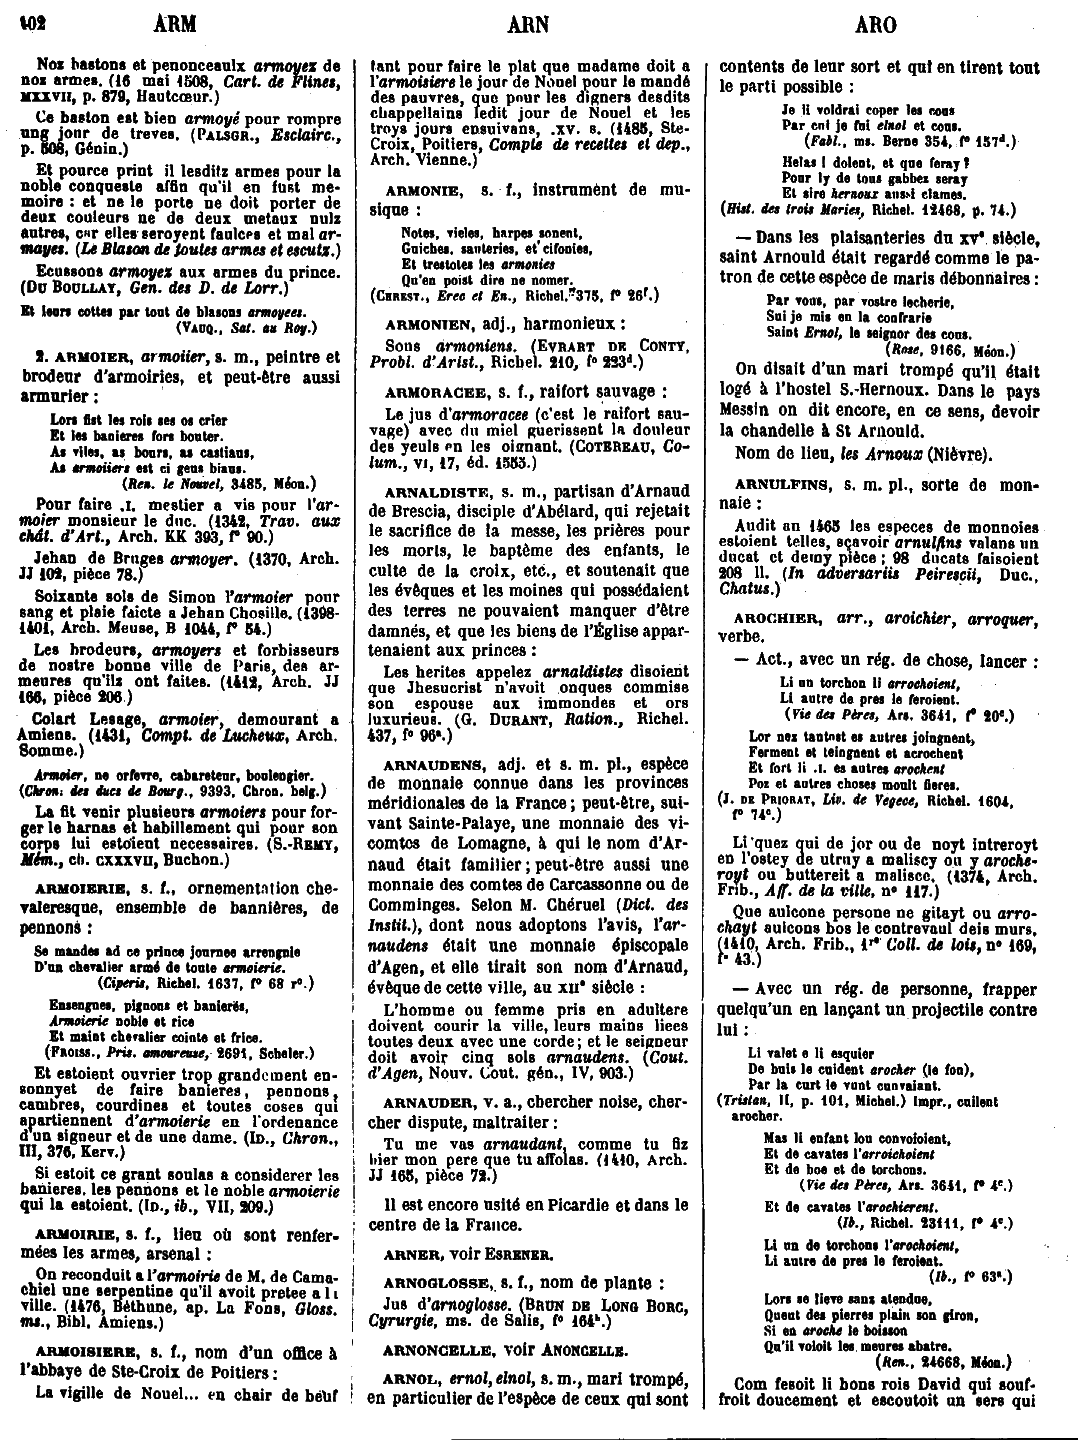 402 ARM ARN ARO
Nox bastons et penonceaulx armoyez de
nox armes. (16 mai 1508, Cart. de Flines,
MXXVII, p. 879, Hautcœur.)
Ce baston est bien armoyé pour rompre
ung jour de treves. (PALSGR., Esclairc.,
p. 508, Génin.)
Et pource print il lesditz armes pour la
noble conqueste affin qu'il en fust me-
moire : et ne le porte ne doit porter de
deux couleurs ne de deux metaux nulz
autres, car elles seroyent faulces et mal ar-
mayes. (Le Blason de toutes armes et escutz.)
Ecussons armoyez aux armes du prince.
(DU BOULLAY, Gen. des D. de Lorr.)
Et leurs cottes par tout de blasons armoyees.
(VAUQ., Sat. au Roy.)
2. ARMOIER, armoiier, s. m., peintre et
brodeur d'armoiries, et peut-être aussi
armurier :
Lors fist les rois ses os crier
Et les banieres fors bouter.
As viles, as bours, as castiaus,
As armoiiers est ci gens biaus.
(Ren. le Nouvel, 3485, Méon.)
Pour faire .I. mestier a vis pour l'ar-
moier monsieur le duc. (1342, Trav. aux
chât. d'Art., Arch. KK 393, f° 90.)
Jehan de Bruges armoyer. (1370, Arch.
JJ 102, pièce 78.)
Soixante sols de Simon l'armoier pour
sang et plaie faicte a Jehan Chosille. (1398-
1401, Arch. Meuse, B 1044, f° 54.)
Les brodeurs, armoyers et forbisseurs
de nostre bonne ville de Paris, des ar-
meures qu'ilz ont faites. (1412, Arch. JJ
166, pièce 206.)
Colart Lesage, armoier, demourant a
Amiens. (1431, Compt. de Lucheux, Arch.
Somme.)
Armoier, ne orfevre, cabareteur, boulengier.
(Chron. des ducs de Bourg., 9393, Chron. belg.)
La fit venir plusieurs armoiers pour for-
ger le harnas et habillement qui pour son
corps lui estoient necessaires. (S.-REMY,
Mém., ch. CXXXVII, Buchon.)
ARMOIERIE, s. f., ornementation che-
valeresque, ensemble de bannières, de
pennons :
Se mandes ad ce prince journee arrengnie
D'un chevalier armé de toute armoierie.
(Ciperis, Richel. 1637, f° 68 r°.)
Ensengnes, pignons et banierës,
Armoierie noble et rice
Et maint chevalier cointe et frice.
(FROISS., Pris. amoureuse, 2691, Scheler.)
Et estoient ouvrier trop grandement en-
sonnyet de faire banieres, pennons,
cambres, courdines et toutes coses qui
apartiennent d'armoierie en l'ordenance
d'un signeur et de une dame. (ID., Chron.,
III, 376, Kerv.)
Si estoit ce grant soulas a considerer les
banieres, les pennons et le noble armoierie
qui la estoient. (ID., ib., VII, 209.)
ARMOIRIE, s. f., lieu où sont renfer-
mées les armes, arsenal :
On reconduit a l'armoirie de M. de Cama-
chiel une serpentine qu'il avoit pretee a la
ville. (1476, Béthune, ap. La Fons, Gloss.
ms., Bibl. Amiens.)
ARMOISIERE, s. f., nom d'un office à
l'abbaye de Ste-Croix de Poitiers :
La vigille de Nouel... en chair de beuf
tant pour faire le plat que madame doit a
l'armoisiere le jour de Nouel pour le mandé
des pauvres, que pour les digners desdits
chappellains ledit jour de Nouel et les
troys jours ensuivans, .XV. s. (1485, Ste-
Croix, Poitiers, Compte de recettes et dep.,
Arch. Vienne.)
ARMONIE, s. f., instrument de mu-
sique :
Notes, vieles, harpes sonent,
Guiches, sauteries, et cifonies,
Et trestotes les armonies
Qu'en poist dire ne nomer.
(CHREST., Erec et En., Richel. 375, f° 26f.)
ARMONIEN, adj., harmonieux :
Sons armoniens. (EVRART DE CONTY,
Probl. d'Arist., Richel. 210, f° 223d.)
ARMORACEE, s. f., raifort sauvage :
Le jus d'armoracee (c'est le raifort sau-
vage) avec du miel guerissent la douleur
des yeuls en les oignant. (COTEREAU, Co-
lum., VI, 17, éd. 1555.)
ARNALDISTE, s. m., partisan d'Arnaud
de Brescia, disciple d'Abélard, qui rejetait
le sacrifice de la messe, les prières pour
les morts, le baptême des enfants, le
culte de la croix, etc., et soutenait que
les évêques et les moines qui possédaient
des terres ne pouvaient manquer d'être
damnés, et que les biens de l'Église appar-
tenaient aux princes :
Les herites appelez arnaldistes disoient
que Jhesucrist n'avoit onques commise
son espouse aux immondes et ors
luxurieus. (G. DURANT, Ration., Richel.
437, f° 96a.)
ARNAUDENS, adj. et s. m. pl., espèce
de monnaie connue dans les provinces
méridionales de la France ; peut-être, sui-
vant Sainte-Palaye, une monnaie des vi-
comtes de Lomagne, à qui le nom d'Ar-
naud était familier ; peut-être aussi une
monnaie des comtes de Carcassonne ou de
Comminges. Selon M. Chéruel (Dict. des
Instit.), dont nous adoptons l'avis, l'ar-
naudens était une monnaie épiscopale
d'Agen, et elle tirait son nom d'Arnaud,
évêque de cette ville, au XIIe siècle :
L'homme ou femme pris en adultere
doivent courir la ville, leurs mains liees
toutes deux avec une corde ; et le seigneur
doit avoir cinq sols arnaudens. (Cout.
d'Agen, Nouv. Cout. gén., IV, 903.)
ARNAUDER, v. a., chercher noise, cher-
cher dispute, maltraiter :
Tu me vas arnaudant, comme tu fiz
hier mon pere que tu affolas. (1410, Arch.
JJ 165, pièce 72.)
Il est encore usité en Picardie et dans le
centre de la France.
ARNER, voir ESRENER.
ARNOGLOSSE, s. f., nom de plante :
Jus d'arnoglosse. (BRUN DE LONG BORC,
Cyrurgie, ms. de Salis, f° 164b.)
ARNONCELLE, voir ANONCELLE.
ARNOL, ernol, elnol, s. m., mari trompé,
en particulier de l'espèce de ceux qui sont
contents de leur sort et qui en tirent tout
le parti possible :
Je li voldrai coper les cous
Par cui je fui elnol et cous.
(Fabl., ms. Berne 354, f° 157d.)
Helas ! dolent, et que feray ?
Pour ly de tous gabbez seray
Et sire hernoux aussi clames.
(Hist. des trois Maries, Richel. 12468, p. 74.)
— Dans les plaisanteries du XVe siècle,
saint Arnould était regardé comme le pa-
tron de cette espèce de maris débonnaires :
Par vous, par vostre lecherie,
Sui je mis en la confrarie
Saint Ernol, le seignor des cous.
(Rose, 9166, Méon.)
On disait d'un mari trompé qu'il était
logé à l'hostel S.-Hernoux. Dans le pays
Messin on dit encore, en ce sens, devoir
la chandelle à St Arnould.
Nom de lieu, les Arnoux (Nièvre).
ARNULFINS, s. m. pl., sorte de mon-
naie :
Audit an 1465 les especes de monnoies
estoient telles, sçavoir arnulfins valans un
ducat et demy pièce ; 98 ducats faisoient
208 ll. (In adversariis Peirescii, Duc.,
Chatus.)
AROCHIER, arr., aroichier, arroquer,
verbe.
— Act., avec un rég. de chose, lancer :
Li un torchon li arrochoient,
Li autre de pres le feroient.
(Vie des Pères, Ars. 3641, f° 20c.)
Lor nez tantost es autres joingnent,
Ferment et teingnent et acrochent
Et fort li .I. es autres arochent
Poz et autres choses moult fieres.
(J. DE PRIORAT, Liv. de Vegece, Richel. 1604,
f° 74c.)
Li quez qui de jor ou de noyt intreroyt
en l'ostey de utruy a maliscy ou y aroche-
royt ou buttereit a malisce. (1374, Arch.
Frib., Aff. de la ville, n° 117.)
Que aulcone persone ne gitayt ou arro-
chayt aulcons bos le contrevaul deis murs.
(1410, Arch. Frib., 1re Coll. de lois, n° 169,
f° 43.)
— Avec un rég. de personne, frapper
quelqu'un en lançant un projectile contre
lui :
Li valet e li esquier
De buis le cuident arocher (le fou),
Par la curt le vunt cunvaiant.
(Tristan, II, p. 101, Michel.) Impr., cuilent
arocher.
Mas li enfant lou convoioient,
Et de cavates l'arroichoient
Et de boe et de torchons.
(Vie des Pères, Ars. 3641, f° 4c.)
Et de cavates l'arochierent.
(Ib., Richel. 23111, f° 4c.)
Li un de torchons l'arochoient,
Li autre de pres le feroient.
(Ib., f° 63a.)
Lors se lieve sanz atendue,
Quant des pierres plain son giron,
Si en aroche le boisson
Qu'il voloit les meures abatre.
(Ren., 24668, Méon.)
Com fesoit li bons rois David qui souf-
froit doucement et escoutoit un sers qui